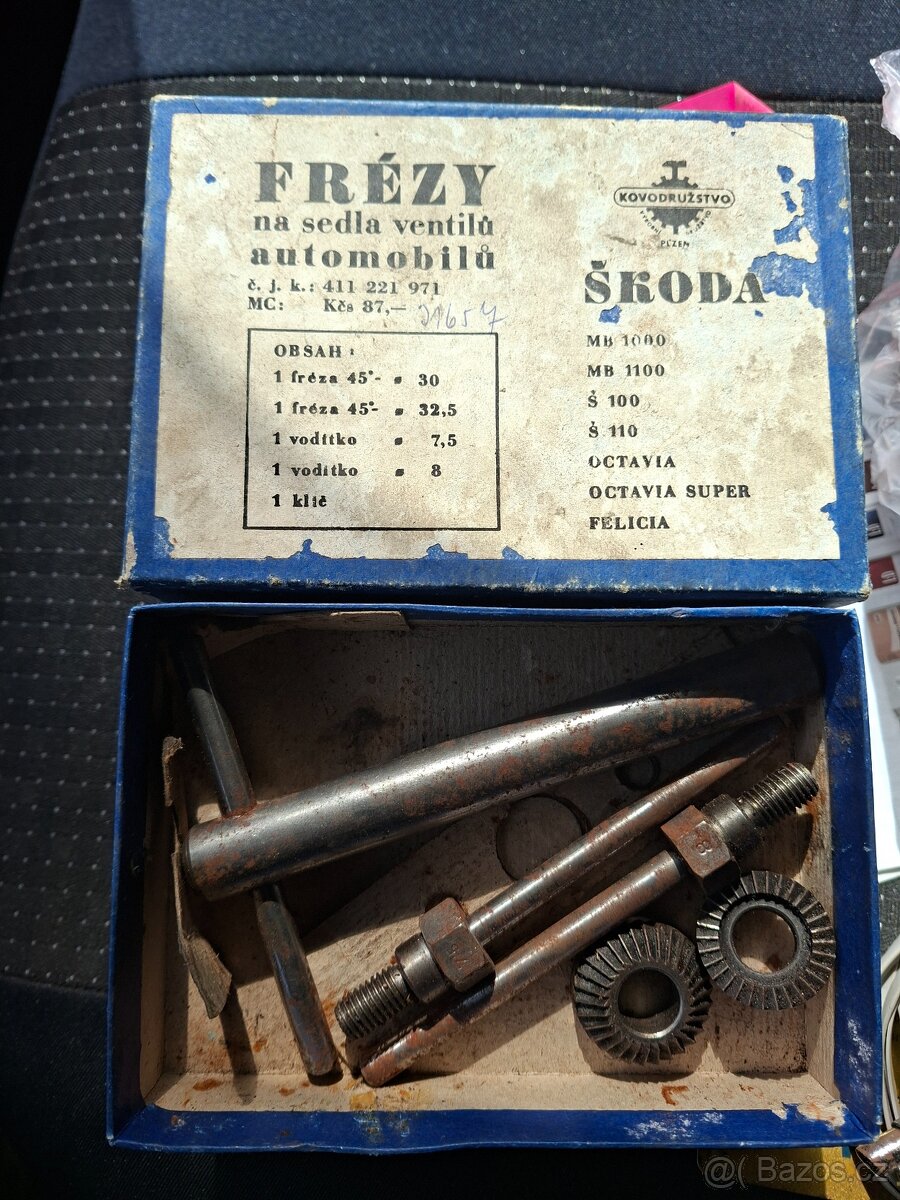 FRÉZY
na sedla ventilů
automobilů
č. j. k.: 411 221 971
MC: Kčs 87,— 21657
OBSAH:
1 fréza 45°- ø 30
1 fréza 45°- ø 32,5
1 vodítko ø 7,5
1 vodítko ø 8
1 klíč
KOVODRUŽSTVO
PLZEŇ
ŠKODA
MB 1000
MB 1100
Š 100
Š 110
OCTAVIA
OCTAVIA SUPER
FELICIA
8
Bazos.cz